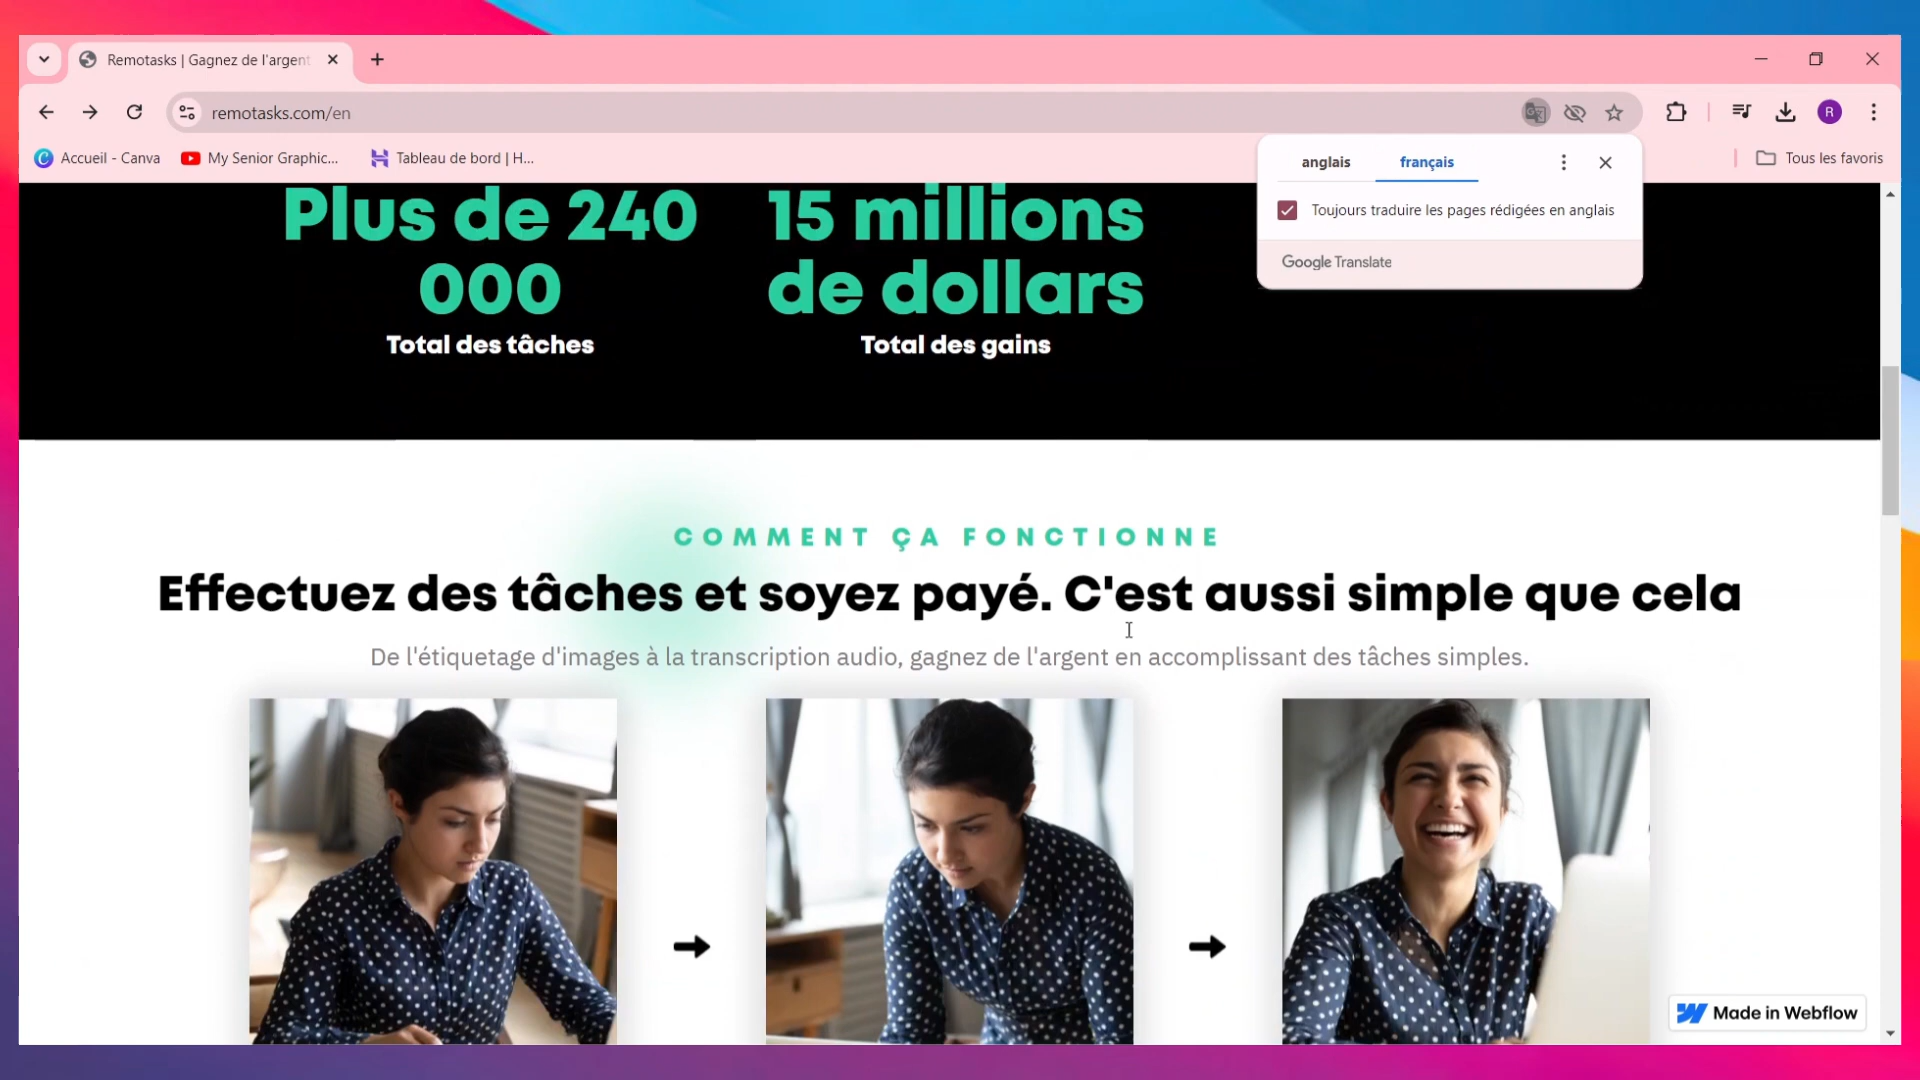 Remotasks | Gagnez de l'argent
remotasks.com/en
R
Accueil - Canva
My Senior Graphic...
Tableau de bord | H...
Tous les favoris
anglais
français
Toujours traduire les pages rédigées en anglais
Google Translate
Plus de 240
000
Total des tâches
15 millions
de dollars
Total des gains
COMMENT ÇA FONCTIONNE
Effectuez des tâches et soyez payé. C'est aussi simple que cela
De l'étiquetage d'images à la transcription audio, gagnez de l'argent en accomplissant des tâches simples.
Made in Webflow